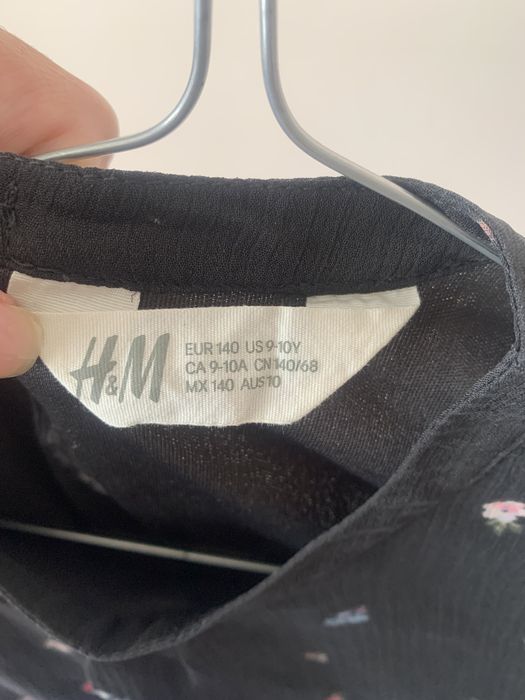 H&M
EUR 140 US 9-10Y
CA 9-10A CN 140/68
MX 140 AUS 10